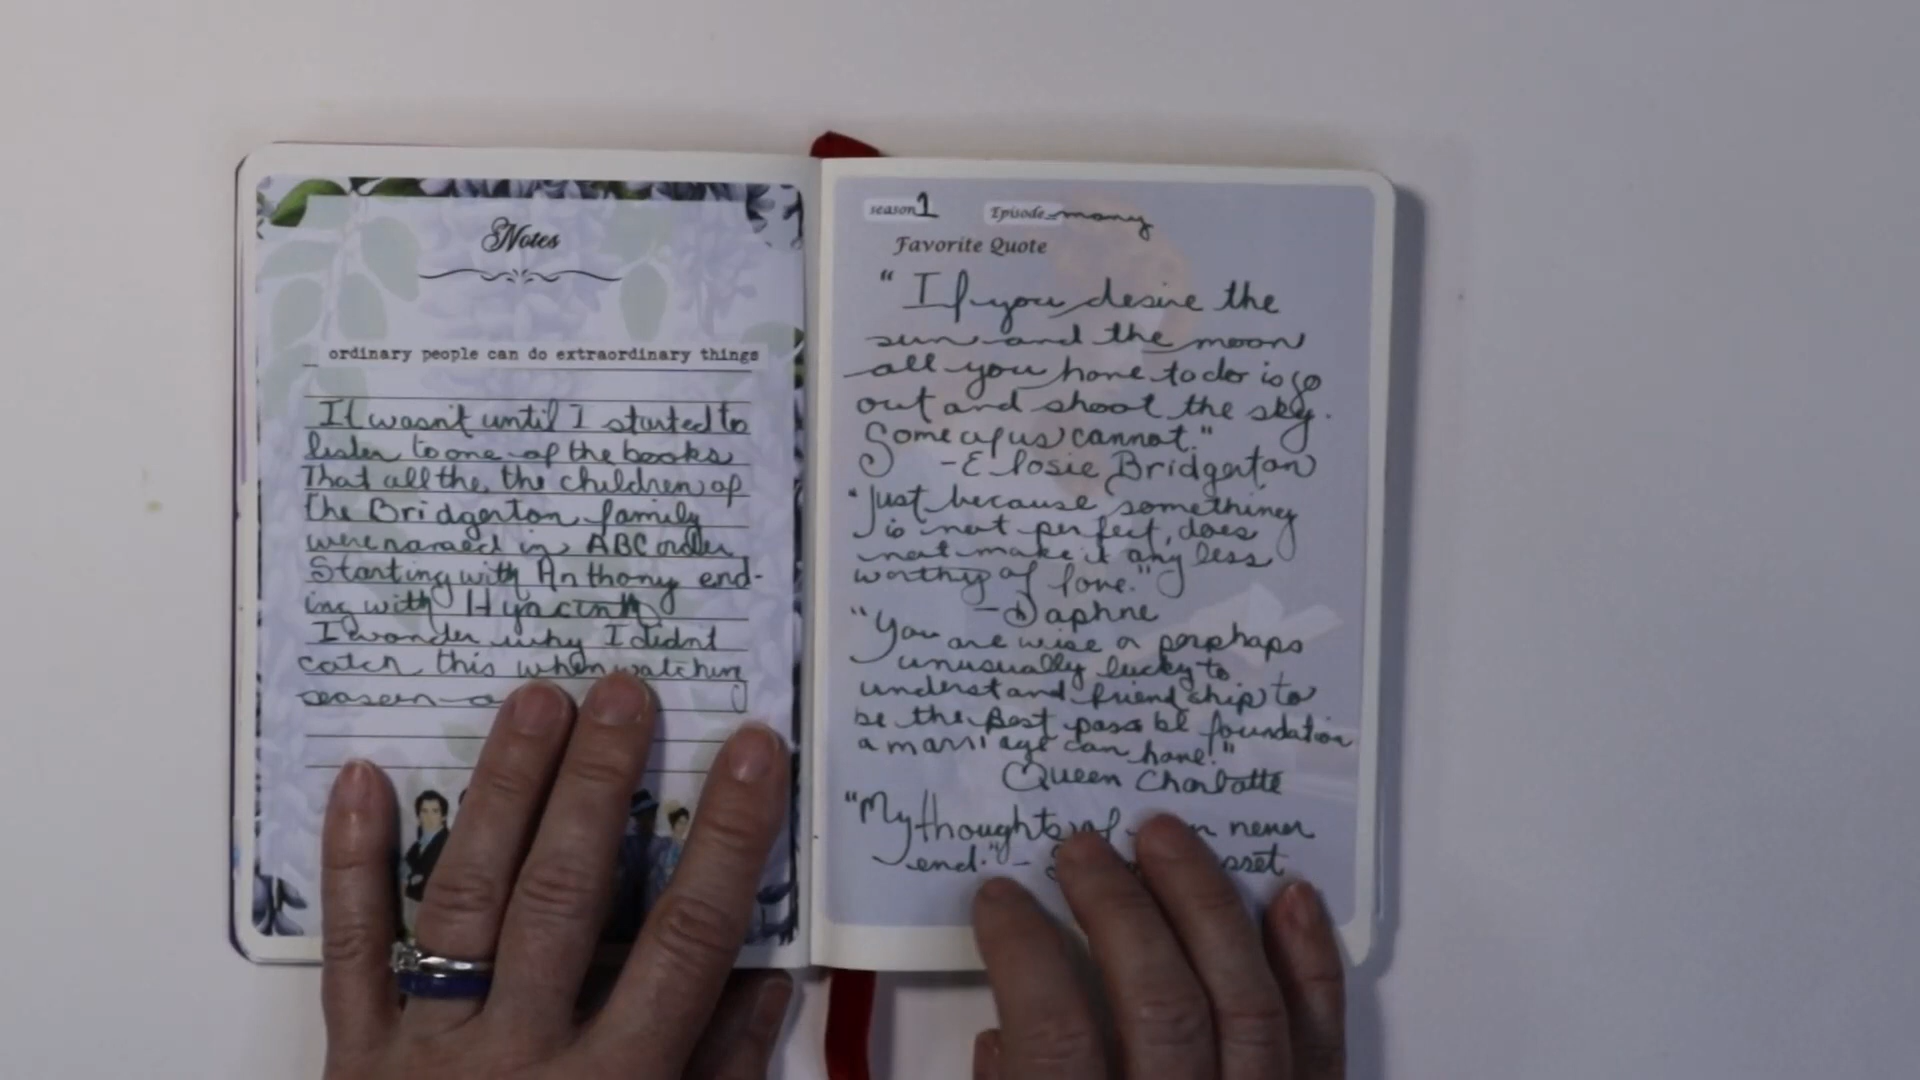 Notes
ordinary people can do extraordinary things
It wasn't until I started to
listen to one of the books
That all the, the children of
the Bridgerton family
were named in ABC order
Starting with Anthony end-
ing with Hyacinth
I wonder why I didnt
catch this when watching
season
season 1 Episode many
Favorite Quote
"If you desire the
sun and the moon
all you have to do is go
out and shoot the sky.
Some of us cannot."
-Elosie Bridgerton
"Just because something
is not perfect, does
not make it any less
worthy of love."
-Daphne
"You are wise or perhaps
unusually lucky to
understand friendship to
be the Best possbl foundation
a marriage can have!"
Queen Charlotte
"My thoughts of never
end." -